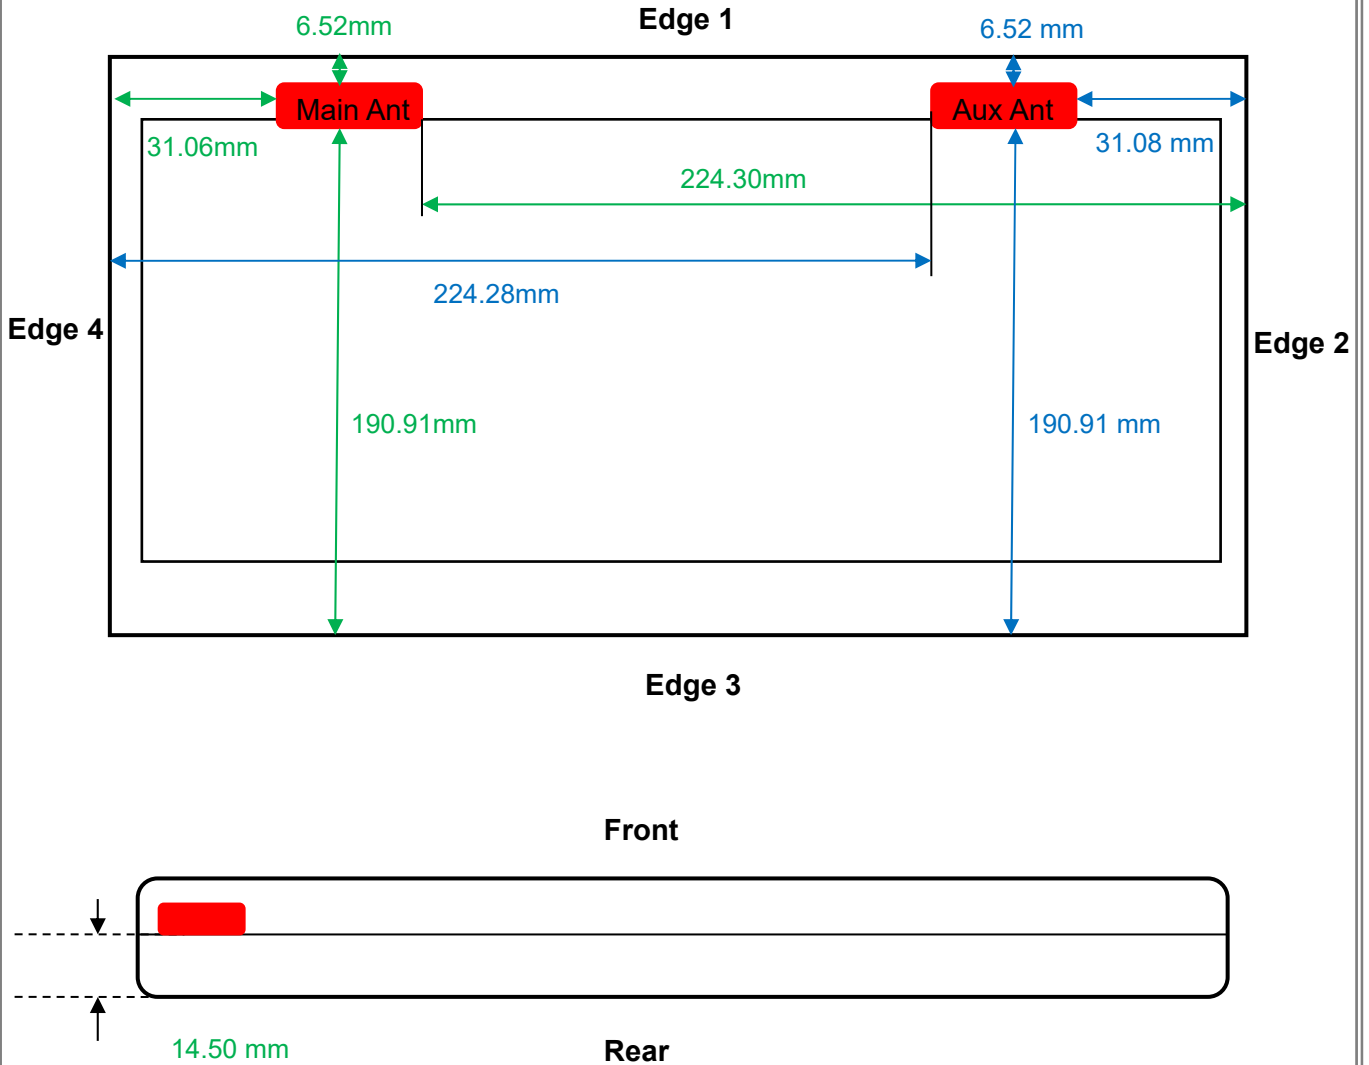 Edge 1
6.52mm
6.52 mm
Main Ant
Aux Ant
31.06mm
31.08 mm
224.30mm
224.28mm
Edge 4
Edge 2
190.91mm
190.91 mm
Edge 3
Front
14.50 mm
Rear